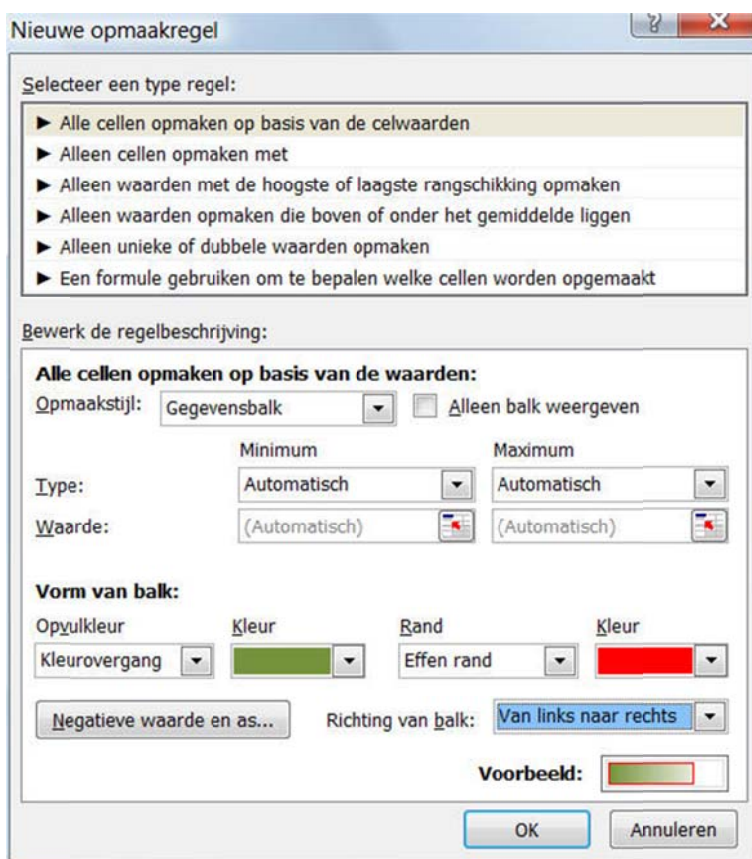 Nieuwe opmaakregel
?
X
Selecteer een type regel:
► Alle cellen opmaken op basis van de celwaarden
► Alleen cellen opmaken met
► Alleen waarden met de hoogste of laagste rangschikking opmaken
► Alleen waarden opmaken die boven of onder het gemiddelde liggen
► Alleen unieke of dubbele waarden opmaken
► Een formule gebruiken om te bepalen welke cellen worden opgemaakt
Bewerk de regelbeschrijving:
Alle cellen opmaken op basis van de waarden:
Opmaakstijl: Gegevensbalk Alleen balk weergeven
Minimum Maximum
Type: Automatisch Automatisch
Waarde: (Automatisch) (Automatisch)
Vorm van balk:
Opvulkleur Kleur Rand Kleur
Kleurovergang Effen rand
Negatieve waarde en as... Richting van balk: Van links naar rechts
Voorbeeld:
OK Annuleren